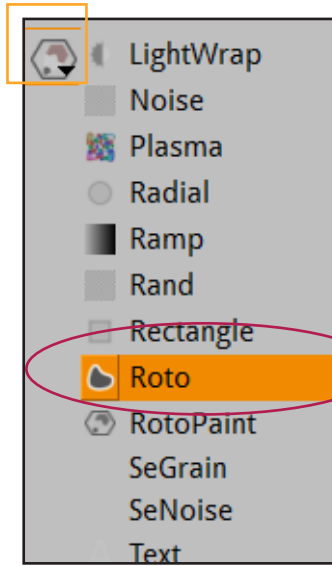 LightWrap
Noise
Plasma
Radial
Ramp
Rand
Rectangle
Roto
RotoPaint
SeGrain
SeNoise
Text